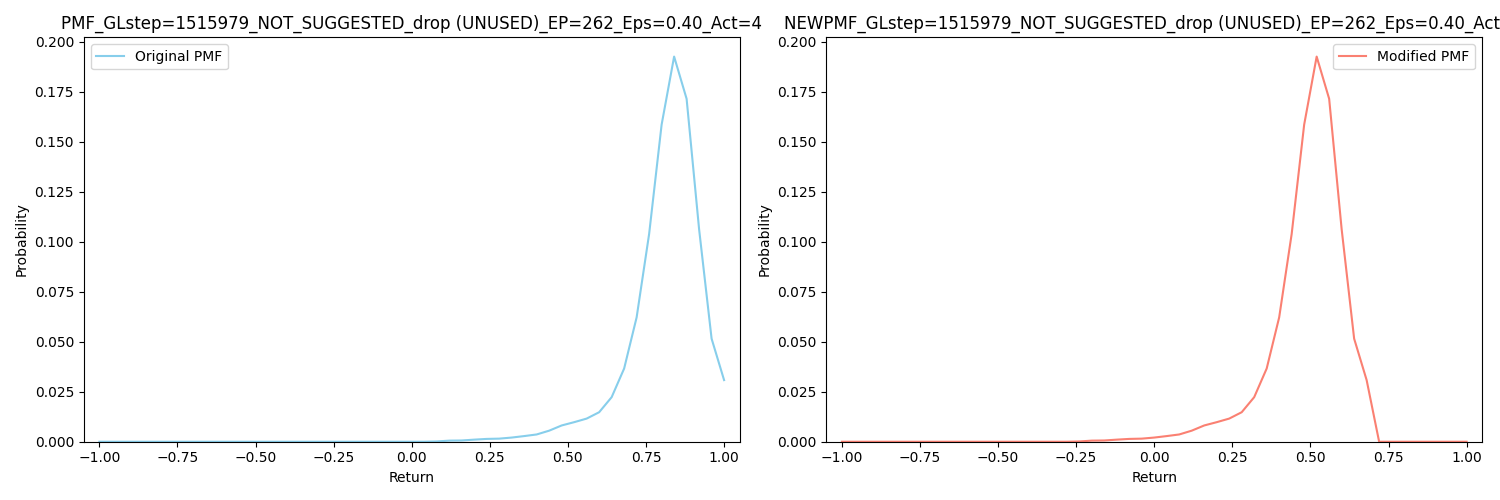 PMF_GLstep=1515979_NOT_SUGGESTED_drop (UNUSED)_EP=262_Eps=0.40_Act=4
Original PMF
Probability
0.200
0.175
0.150
0.125
0.100
0.075
0.050
0.025
0.000
−1.00 −0.75 −0.50 −0.25 0.00 0.25 0.50 0.75 1.00
Return
NEWPMF_GLstep=1515979_NOT_SUGGESTED_drop (UNUSED)_EP=262_Eps=0.40_Act
Modified PMF
Probability
0.200
0.175
0.150
0.125
0.100
0.075
0.050
0.025
0.000
−1.00 −0.75 −0.50 −0.25 0.00 0.25 0.50 0.75 1.00
Return